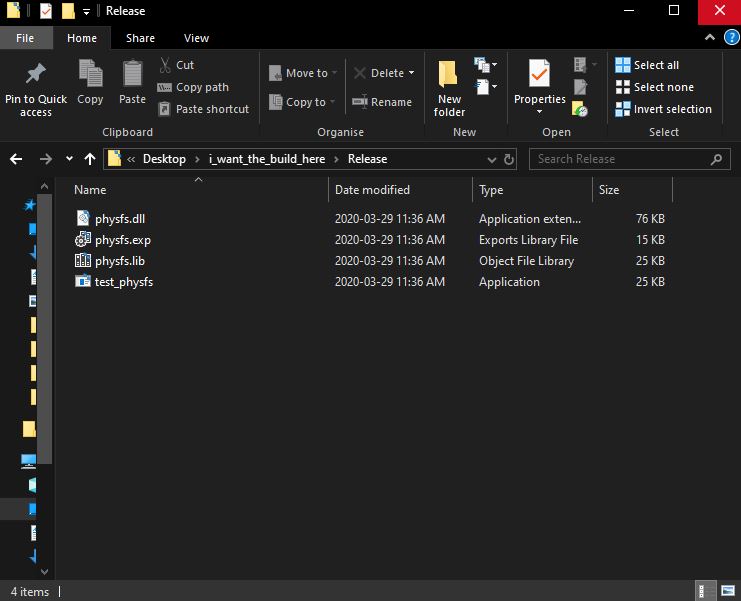 Release
File Home Share View
Pin to Quick access
Copy
Paste
Cut
Copy path
Paste shortcut
Clipboard
Move to
Copy to
Delete
Rename
Organise
New folder
New
Properties
Open
Select all
Select none
Invert selection
Select
« Desktop › i_want_the_build_here › Release
Search Release
Name Date modified Type Size
physfs.dll 2020-03-29 11:36 AM Application exten... 76 KB
physfs.exp 2020-03-29 11:36 AM Exports Library File 15 KB
physfs.lib 2020-03-29 11:36 AM Object File Library 25 KB
test_physfs 2020-03-29 11:36 AM Application 25 KB
4 items